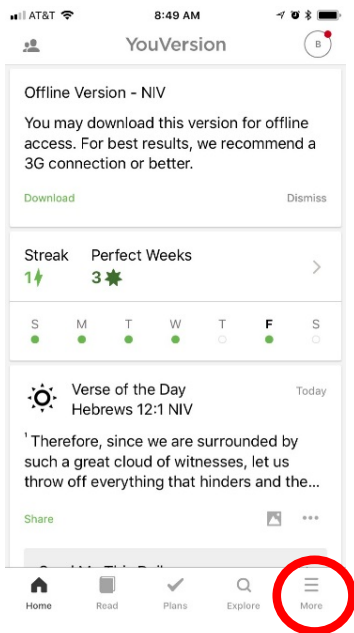 AT&T 8:49 AM
YouVersion B
Offline Version - NIV
You may download this version for offline
access. For best results, we recommend a
3G connection or better.
Download Dismiss
Streak Perfect Weeks
1 3
S M T W T F S
Verse of the Day Today
Hebrews 12:1 NIV
¹Therefore, since we are surrounded by
such a great cloud of witnesses, let us
throw off everything that hinders and the...
Share
Home Read Plans Explore More